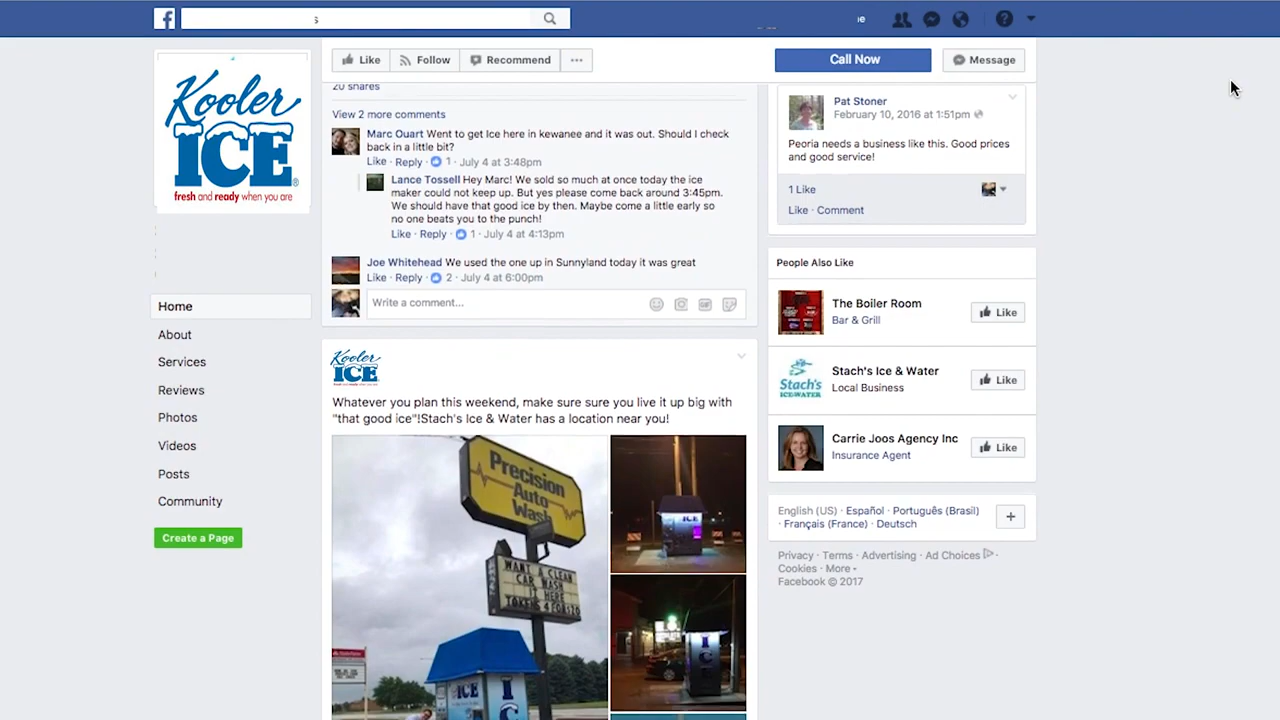 f
Kooler
ICE®
fresh and ready when you are
Home
About
Services
Reviews
Photos
Videos
Posts
Community
Create a Page
Like
Follow
Recommend
Call Now
Message
20 shares
View 2 more comments
Marc Ouart Went to get Ice here in kewanee and it was out. Should I check
back in a little bit?
Like · Reply · 1 · July 4 at 3:48pm
Lance Tossell Hey Marc! We sold so much at once today the ice
maker could not keep up. But yes please come back around 3:45pm.
We should have that good ice by then. Maybe come a little early so
no one beats you to the punch!
Like · Reply · 1 · July 4 at 4:13pm
Joe Whitehead We used the one up in Sunnyland today it was great
Like · Reply · 2 · July 4 at 6:00pm
Write a comment...
Kooler
ICE
Whatever you plan this weekend, make sure sure you live it up big with
"that good ice"!Stach's Ice & Water has a location near you!
Precision
Auto
Wash
WANT A CLEAN
CAR WASH
IT HERE
TOKENS 4 FOR
ICE
ICE
ICE
Pat Stoner
February 10, 2016 at 1:51pm
Peoria needs a business like this. Good prices
and good service!
1 Like
Like · Comment
People Also Like
The Boiler Room
Bar & Grill
Like
Stach's
ICE&WATER
Stach's Ice & Water
Local Business
Like
Carrie Joos Agency Inc
Insurance Agent
Like
English (US) · Español · Português (Brasil)
· Français (France) · Deutsch
Privacy · Terms · Advertising · Ad Choices ·
Cookies · More
Facebook © 2017